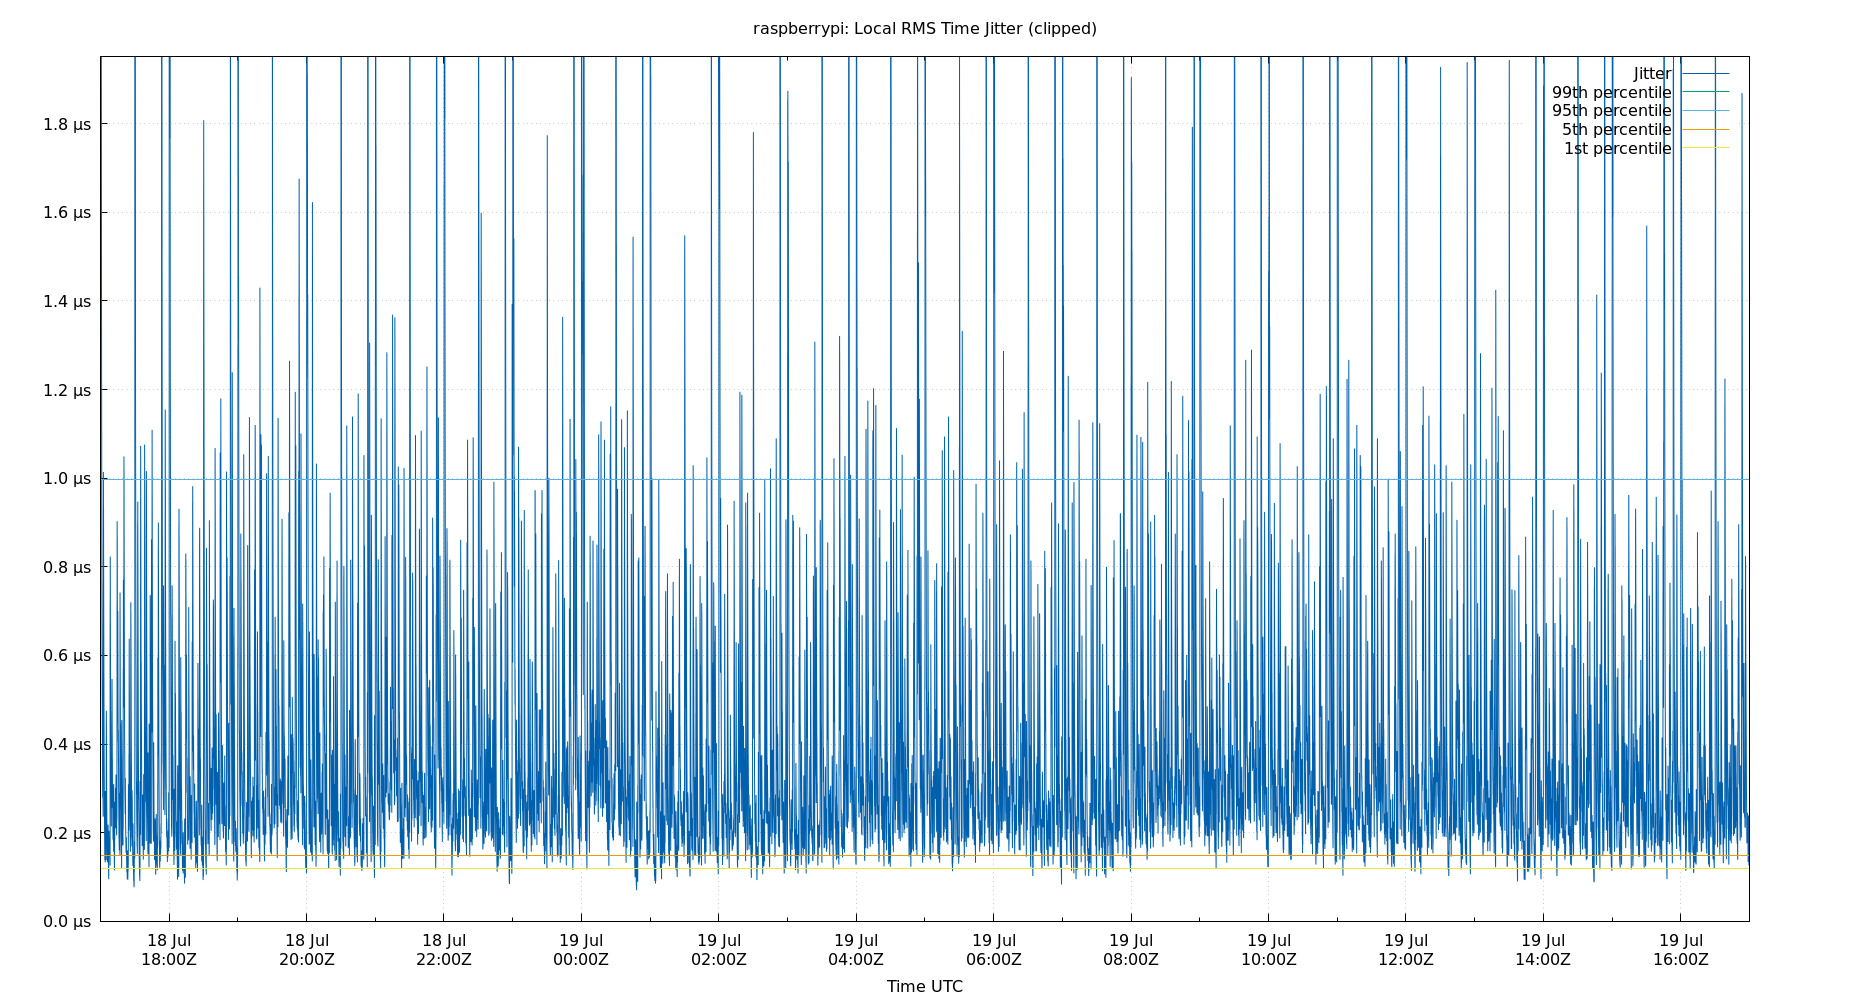 raspberrypi: Local RMS Time Jitter (clipped)
Jitter
99th percentile
95th percentile
5th percentile
1st percentile
1.8 µs
1.6 µs
1.4 µs
1.2 µs
1.0 µs
0.8 µs
0.6 µs
0.4 µs
0.2 µs
0.0 µs
18 Jul 18 Jul 18 Jul 19 Jul 19 Jul 19 Jul 19 Jul 19 Jul 19 Jul 19 Jul 19 Jul 19 Jul
18:00Z 20:00Z 22:00Z 00:00Z 02:00Z 04:00Z 06:00Z 08:00Z 10:00Z 12:00Z 14:00Z 16:00Z
Time UTC